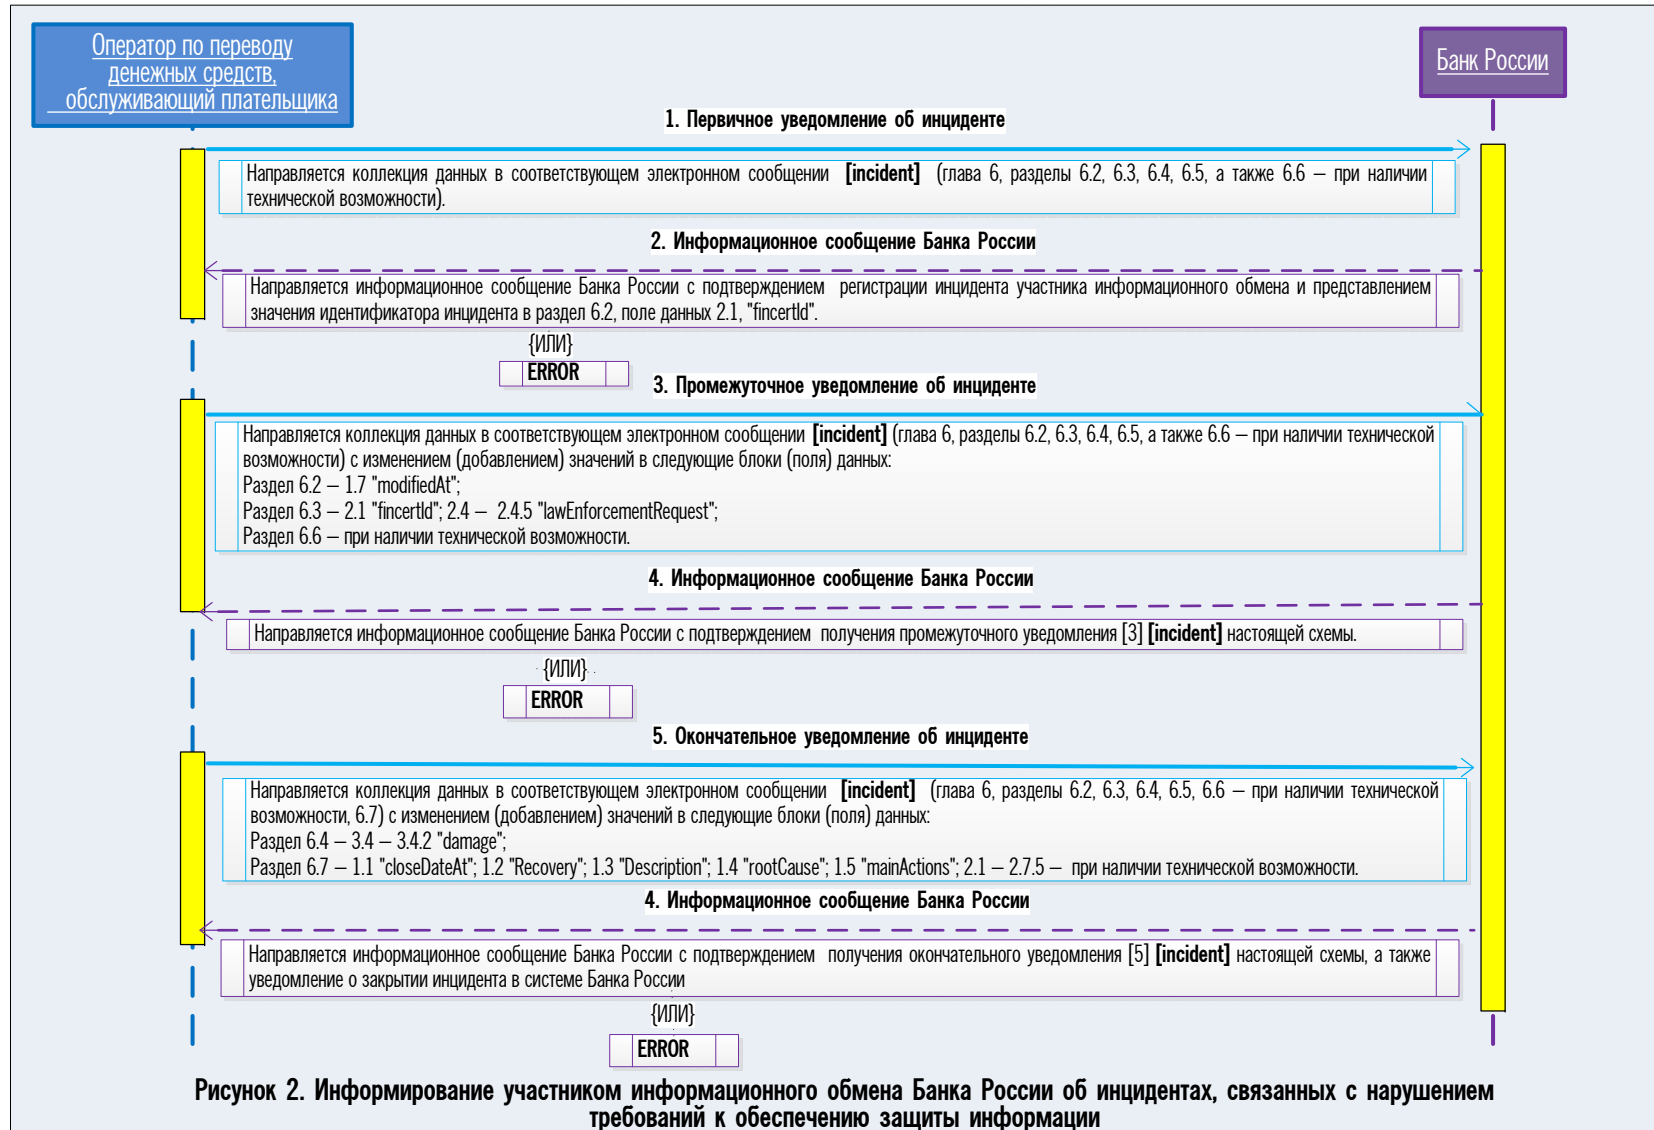 Оператор по переводу
денежных средств,
обслуживающий плательщика
Банк России
1. Первичное уведомление об инциденте
Направляется коллекция данных в соответствующем электронном сообщении [incident] (глава 6, разделы 6.2, 6.3, 6.4, 6.5, а также 6.6 – при наличии
технической возможности).
2. Информационное сообщение Банка России
Направляется информационное сообщение Банка России с подтверждением регистрации инцидента участника информационного обмена и представлением
значения идентификатора инцидента в раздел 6.2, поле данных 2.1, "fincertId".
{ИЛИ}
ERROR
3. Промежуточное уведомление об инциденте
Направляется коллекция данных в соответствующем электронном сообщении [incident] (глава 6, разделы 6.2, 6.3, 6.4, 6.5, а также 6.6 – при наличии технической
возможности) с изменением (добавлением) значений в следующие блоки (поля) данных:
Раздел 6.2 – 1.7 "modifiedAt";
Раздел 6.3 – 2.1 "fincertId"; 2.4 – 2.4.5 "lawEnforcementRequest";
Раздел 6.6 – при наличии технической возможности.
4. Информационное сообщение Банка России
Направляется информационное сообщение Банка России с подтверждением получения промежуточного уведомления [3] [incident] настоящей схемы.
{ИЛИ}
ERROR
5. Окончательное уведомление об инциденте
Направляется коллекция данных в соответствующем электронном сообщении [incident] (глава 6, разделы 6.2, 6.3, 6.4, 6.5, 6.6 – при наличии технической
возможности, 6.7) с изменением (добавлением) значений в следующие блоки (поля) данных:
Раздел 6.4 – 3.4 – 3.4.2 "damage";
Раздел 6.7 – 1.1 "closeDateAt"; 1.2 "Recovery"; 1.3 "Description"; 1.4 "rootCause"; 1.5 "mainActions"; 2.1 – 2.7.5 – при наличии технической возможности.
4. Информационное сообщение Банка России
Направляется информационное сообщение Банка России с подтверждением получения окончательного уведомления [5] [incident] настоящей схемы, а также
уведомление о закрытии инцидента в системе Банка России
{ИЛИ}
ERROR
Рисунок 2. Информирование участником информационного обмена Банка России об инцидентах, связанных с нарушением
требований к обеспечению защиты информации